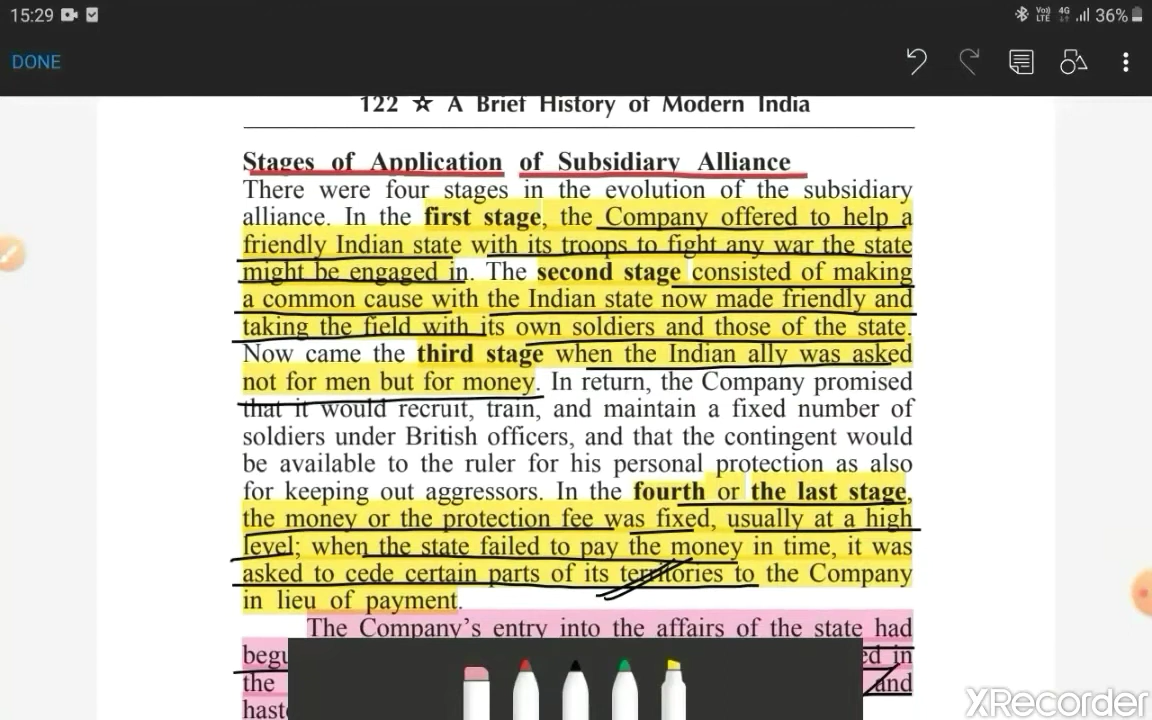 15:29 Vo) LTE 4G 36%
DONE
122 ☆ A Brief History of Modern India
Stages of Application of Subsidiary Alliance
There were four stages in the evolution of the subsidiary
alliance. In the first stage, the Company offered to help a
friendly Indian state with its troops to fight any war the state
might be engaged in. The second stage consisted of making
a common cause with the Indian state now made friendly and
taking the field with its own soldiers and those of the state.
Now came the third stage when the Indian ally was asked
not for men but for money. In return, the Company promised
that it would recruit, train, and maintain a fixed number of
soldiers under British officers, and that the contingent would
be available to the ruler for his personal protection as also
for keeping out aggressors. In the fourth or the last stage,
the money or the protection fee was fixed, usually at a high
level; when the state failed to pay the money in time, it was
asked to cede certain parts of its territories to the Company
in lieu of payment.
The Company's entry into the affairs of the state had
begu ed in
the and
hast
XRecorder